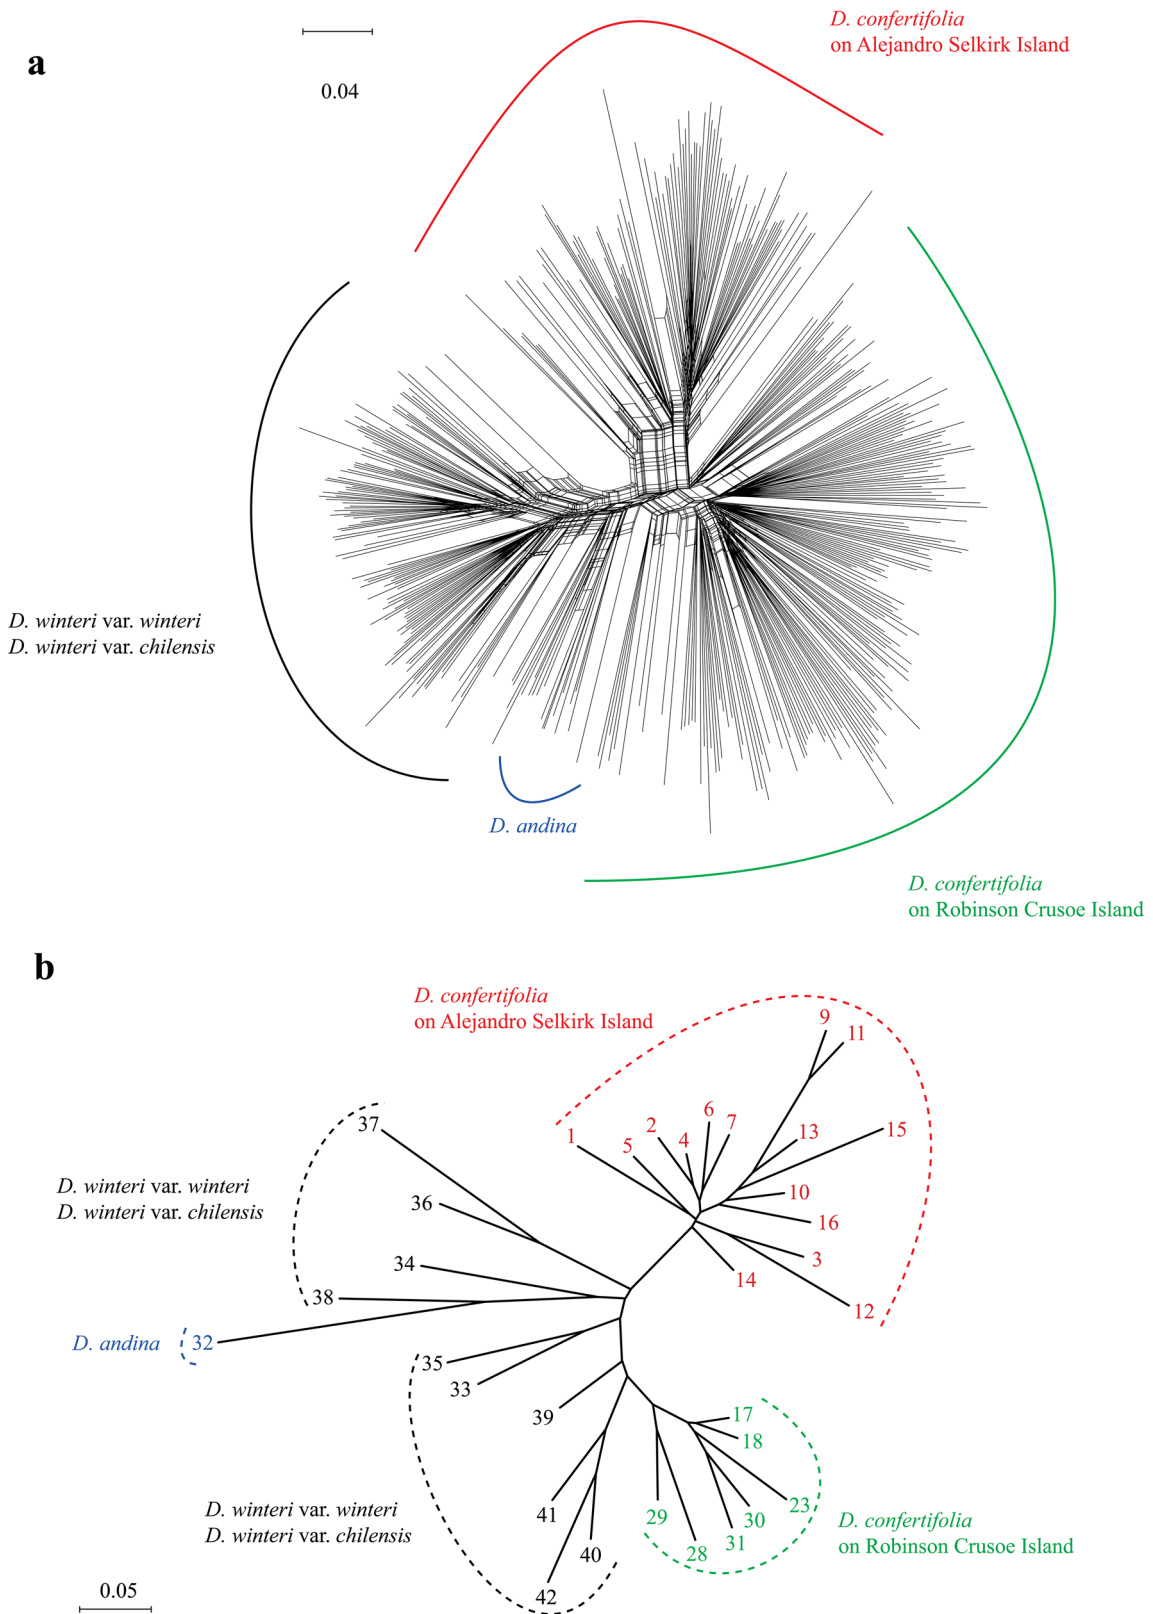 a
0.04
D. confertifolia
on Alejandro Selkirk Island
D. winteri var. winteri
D. winteri var. chilensis
D. andina
D. confertifolia
on Robinson Crusoe Island
b
D. confertifolia
on Alejandro Selkirk Island
9
11
6
2
7
1
5
4
13
15
37
10
36
16
3
34
14
38
12
D. winteri var. winteri
D. winteri var. chilensis
D. andina
32
35
33
39
17
18
41
29
23
30
31
28
40
42
D. winteri var. winteri
D. winteri var. chilensis
D. confertifolia
on Robinson Crusoe Island
0.05